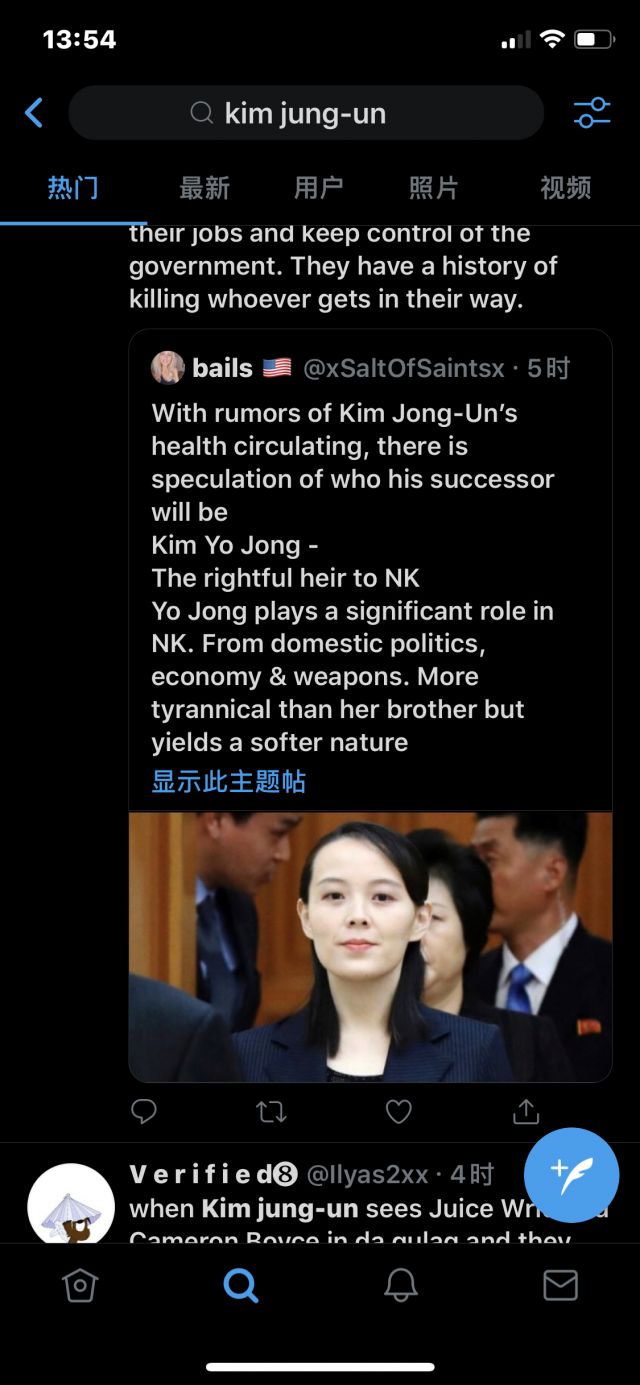 13:54
kim jung-un
热门 最新 用户 照片 视频
their jobs and keep control of the
government. They have a history of
killing whoever gets in their way.
bails 🇺🇸 @xSaltOfSaintsx · 5时
With rumors of Kim Jong-Un’s
health circulating, there is
speculation of who his successor
will be
Kim Yo Jong -
The rightful heir to NK
Yo Jong plays a significant role in
NK. From domestic politics,
economy & weapons. More
tyrannical than her brother but
yields a softer nature
显示此主题帖
Verified➑ @Ilyas2xx · 4时
when Kim jung-un sees Juice
Cameron Boyce in da gulag and they